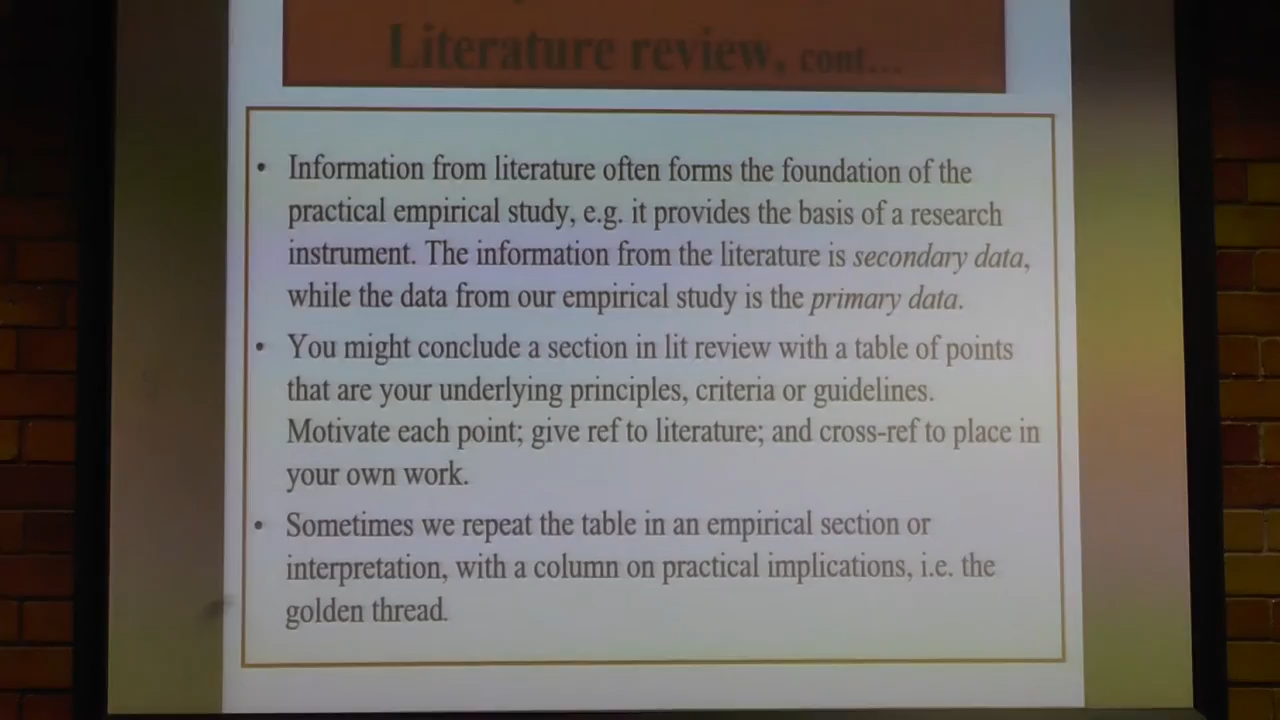 Literature review, cont...
• Information from literature often forms the foundation of the
practical empirical study, e.g. it provides the basis of a research
instrument. The information from the literature is secondary data,
while the data from our empirical study is the primary data.
• You might conclude a section in lit review with a table of points
that are your underlying principles, criteria or guidelines.
Motivate each point; give ref to literature; and cross-ref to place in
your own work.
• Sometimes we repeat the table in an empirical section or
interpretation, with a column on practical implications, i.e. the
golden thread.